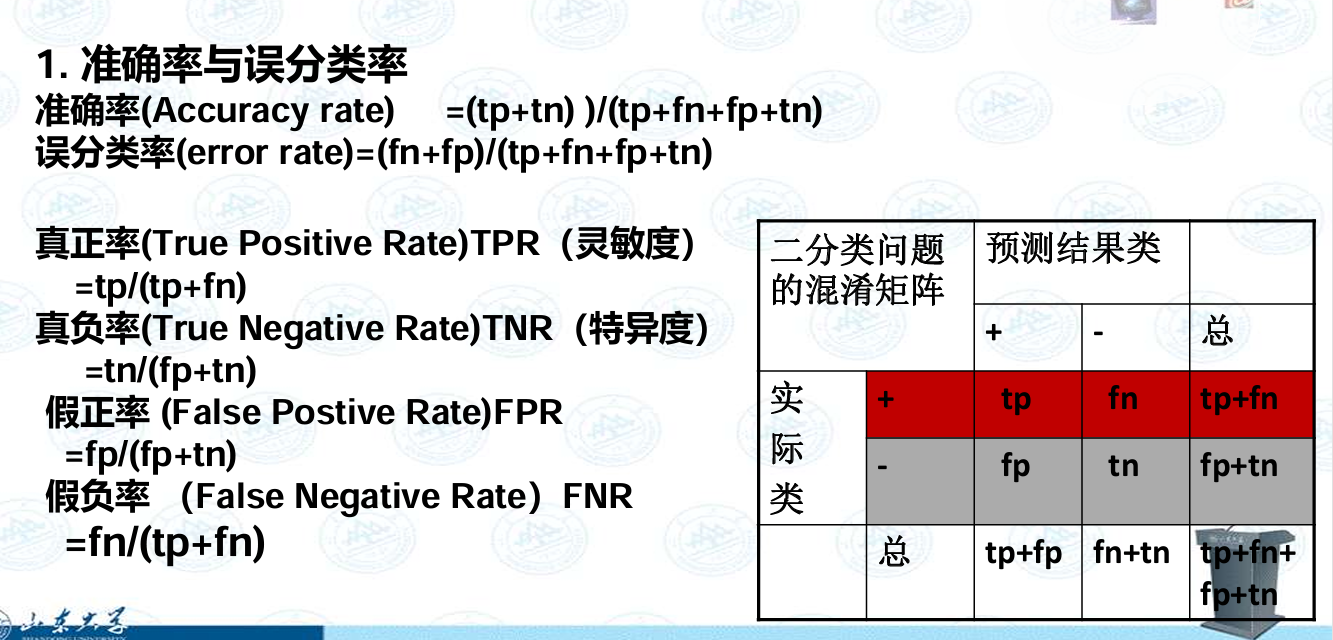 1. 准确率与误分类率
准确率(Accuracy rate) =(tp+tn) )/(tp+fn+fp+tn)
误分类率(error rate)=(fn+fp)/(tp+fn+fp+tn)
真正率(True Positive Rate)TPR（灵敏度）
=tp/(tp+fn)
真负率(True Negative Rate)TNR（特异度）
=tn/(fp+tn)
假正率 (False Postive Rate)FPR
=fp/(fp+tn)
假负率 （False Negative Rate）FNR
=fn/(tp+fn)
二分类问题
的混淆矩阵
预测结果类
+ - 总
实
际
类
+ tp fn tp+fn
- fp tn fp+tn
总 tp+fp fn+tn tp+fn+
fp+tn
山东大学
SHANDONG UNIVERSITY